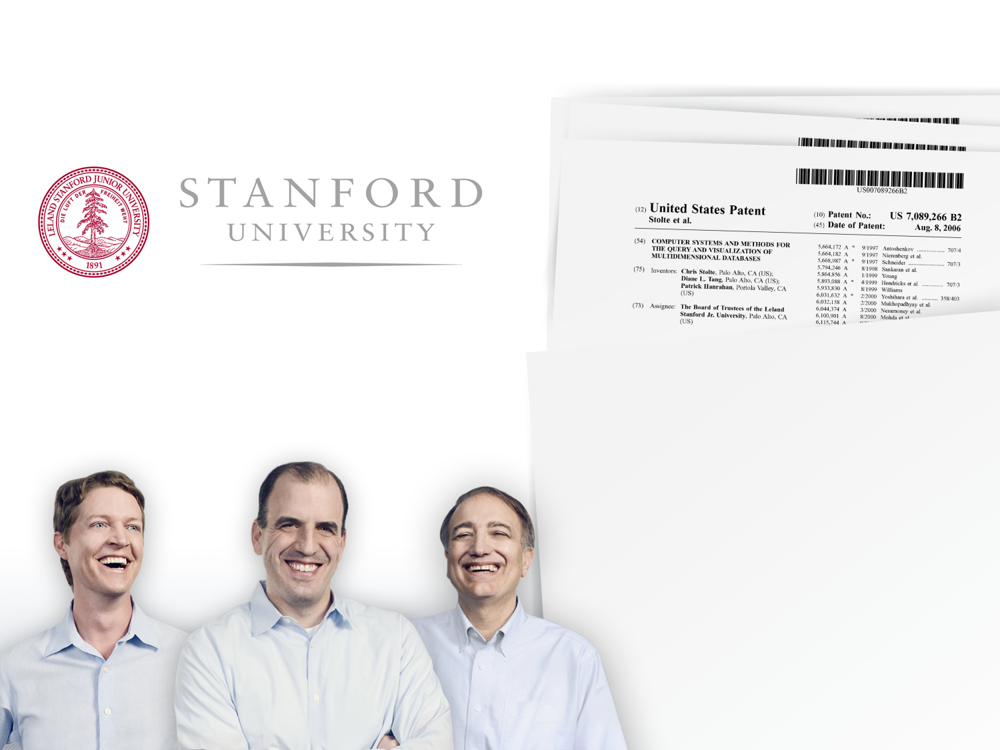 LELAND STANFORD JUNIOR UNIVERSITY
DIE LUFT DER FREIHEIT WEHT
1891
STANFORD
UNIVERSITY
US007089266B2
(12) United States Patent
Stolte et al.
(10) Patent No.: US 7,089,266 B2
(45) Date of Patent: Aug. 8, 2006
(54) COMPUTER SYSTEMS AND METHODS FOR
THE QUERY AND VISUALIZATION OF
MULTIDIMENSIONAL DATABASES
(75) Inventors: Chris Stolte, Palo Alto, CA (US);
Diane L. Tang, Palo Alto, CA (US);
Patrick Hanrahan, Portola Valley, CA
(US)
(73) Assignee: The Board of Trustees of the Leland
Stanford Jr. University, Palo Alto, CA
(US)
5,664,172 A * 9/1997 Antoshenkov ................. 707/4
5,664,182 A 9/1997 Nierenberg et al.
5,668,987 A * 9/1997 Schneider ...................... 707/3
5,794,246 A 8/1998 Sankaran et al.
5,864,856 A 1/1999 Young
5,893,088 A * 4/1999 Hendricks et al. ............. 707/3
5,933,830 A 8/1999 Williams
6,031,632 A * 2/2000 Yoshihara et al. .......... 358/403
6,032,158 A 2/2000 Mukhopadhyay et al.
6,044,374 A 3/2000 Nesamoney et al.
6,100,901 A 8/2000 Mohda et al.
6,115,744 A